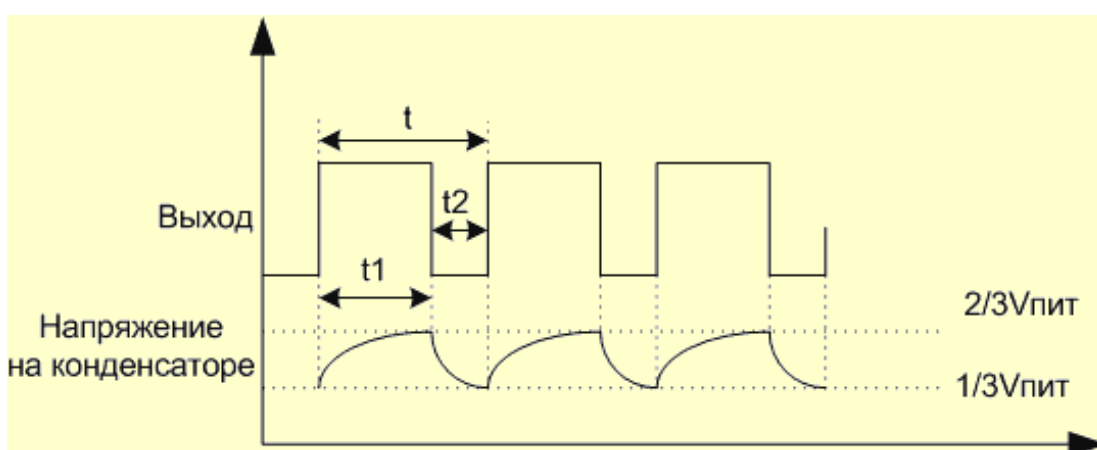 t
t2
Выход
t1
2/3Vпит
Напряжение
на конденсаторе
1/3Vпит